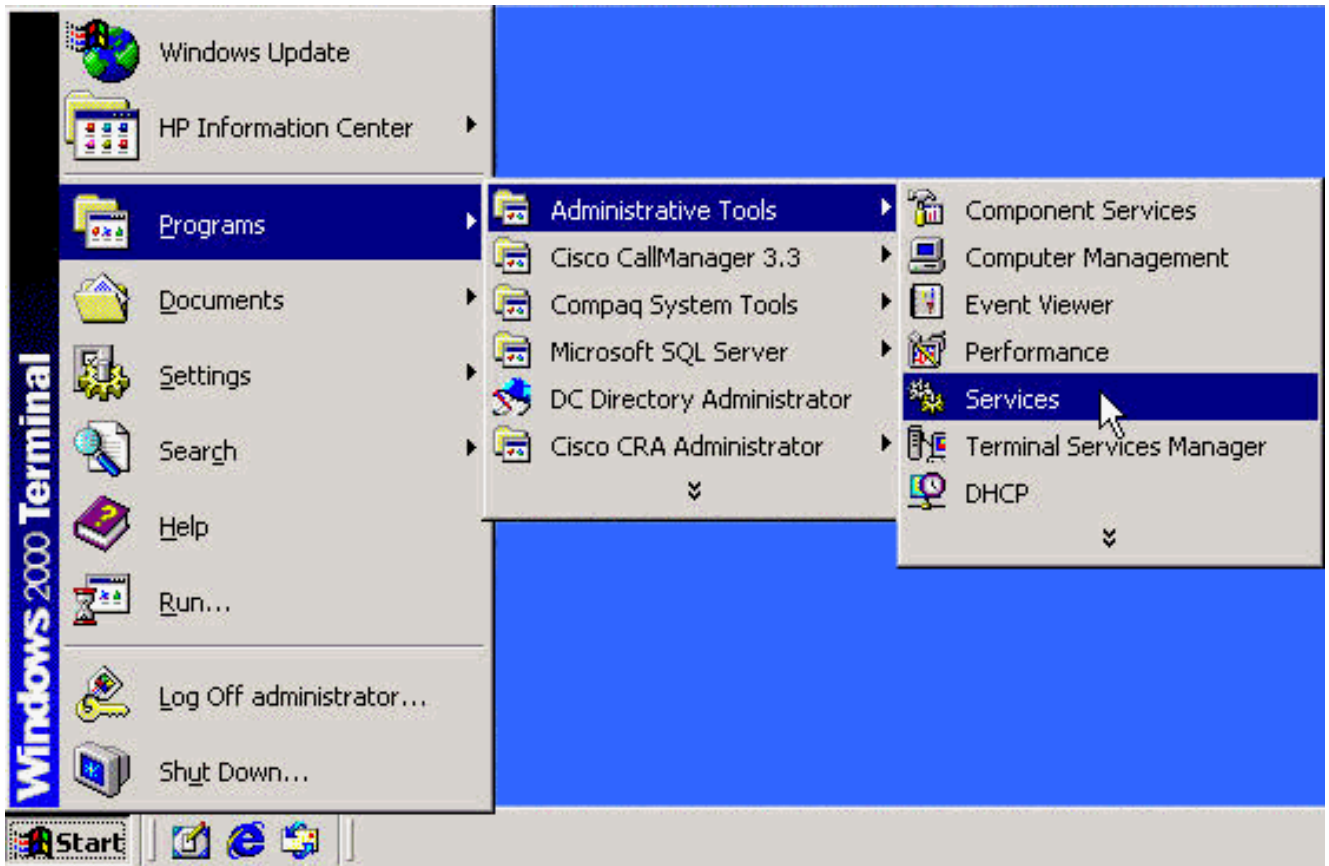 Windows Update
HP Information Center
Programs
Documents
Settings
Search
Help
Run...
Log Off administrator...
Shut Down...
Windows 2000 Terminal
Administrative Tools
Cisco CallManager 3.3
Compaq System Tools
Microsoft SQL Server
DC Directory Administrator
Cisco CRA Administrator
Component Services
Computer Management
Event Viewer
Performance
Services
Terminal Services Manager
DHCP
Start